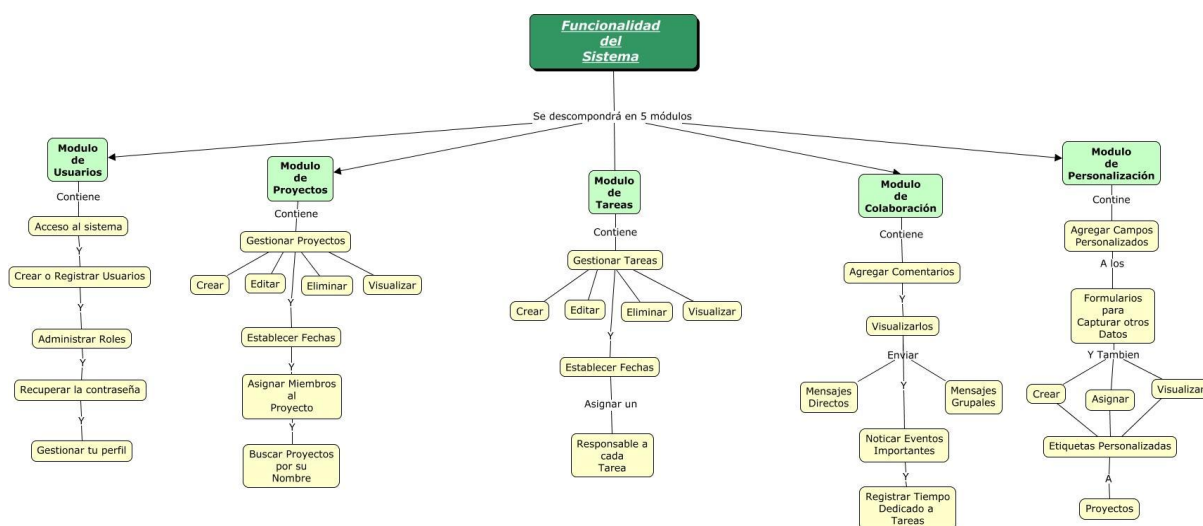 Funcionalidad
del
Sistema
Se descompondrá en 5 módulos
Modulo
de
Usuarios
Contiene
Acceso al sistema
Y
Crear o Registrar Usuarios
Y
Administrar Roles
Y
Recuperar la contraseña
Y
Gestionar tu perfil
Modulo
de
Proyectos
Contiene
Gestionar Proyectos
Crear
Editar
Eliminar
Visualizar
Y
Establecer Fechas
Y
Asignar Miembros
al
Proyecto
Y
Buscar Proyectos
por su
Nombre
Modulo
de
Tareas
Contiene
Gestionar Tareas
Crear
Editar
Eliminar
Visualizar
Y
Establecer Fechas
Asignar un
Responsable a
cada
Tarea
Modulo
de
Colaboración
Contiene
Agregar Comentarios
Y
Visualizarlos
Enviar
Mensajes
Directos
Y
Mensajes
Grupales
Noticar Eventos
Importantes
Y
Registrar Tiempo
Dedicado a
Tareas
Modulo
de
Personalización
Contine
Agregar Campos
Personalizados
A los
Formularios
para
Capturar otros
Datos
Y Tambien
Crear
Asignar
Visualizar
Etiquetas Personalizadas
A
Proyectos